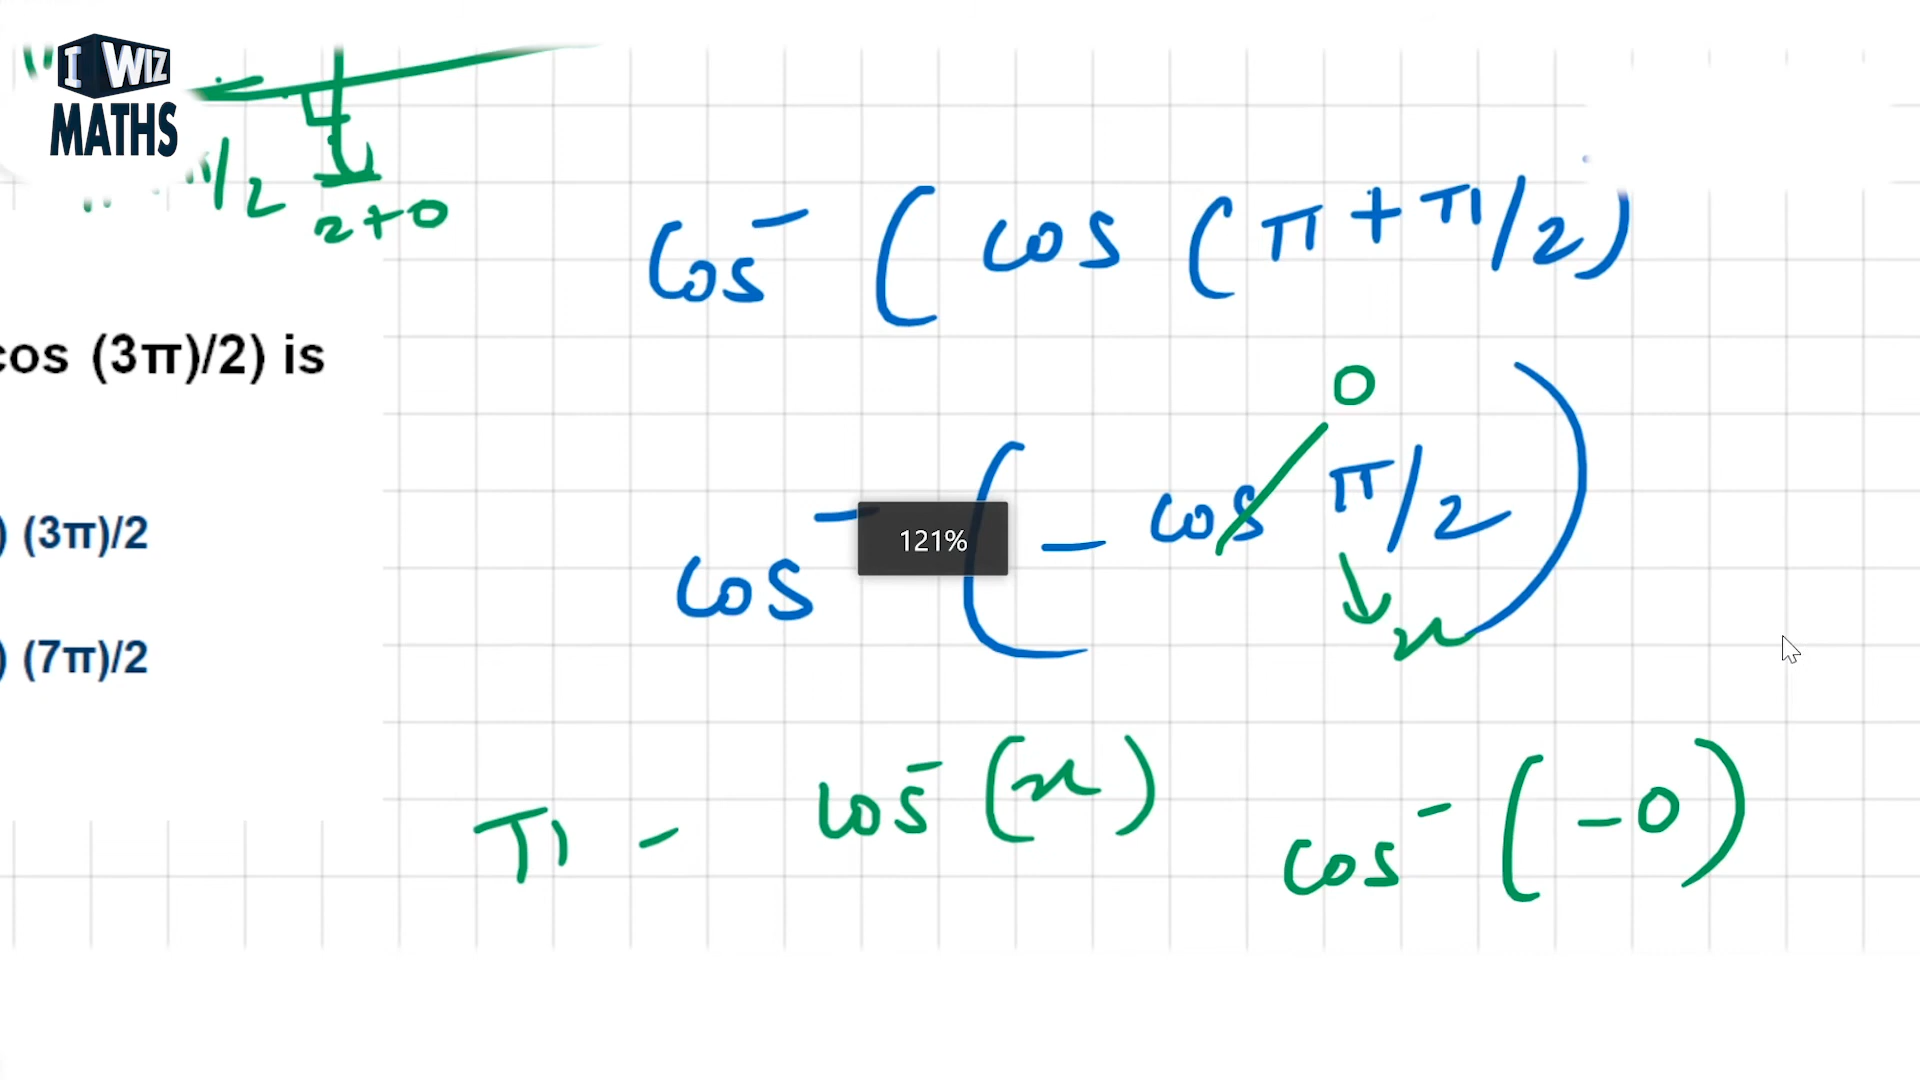 I WIZ
MATHS
π/2
2+0
cos⁻ ( cos ( π + π/2 )
cos (3π)/2) is
0
cos⁻ ( - cos π/2 )
121%
) (3π)/2
x
) (7π)/2
π - cos⁻ (x) cos⁻ (-0)